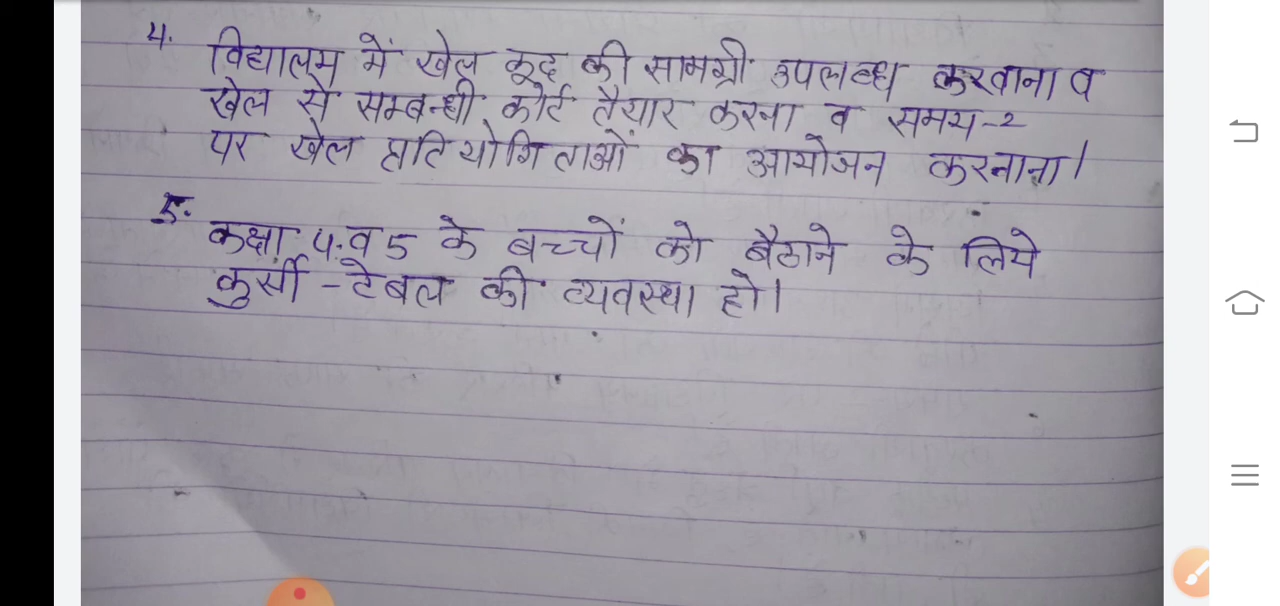 4. विद्यालय में खेल कूद की सामग्री उपलब्ध करवाना व
खेल से सम्बन्धी कोर्ट तैयार करना व समय-2
पर खेल प्रतियोगिताओं का आयोजन करवाना।
5. कक्षा 4 व 5 के बच्चों को बैठाने के लिये
कुर्सी - टेबल की व्यवस्था हो।